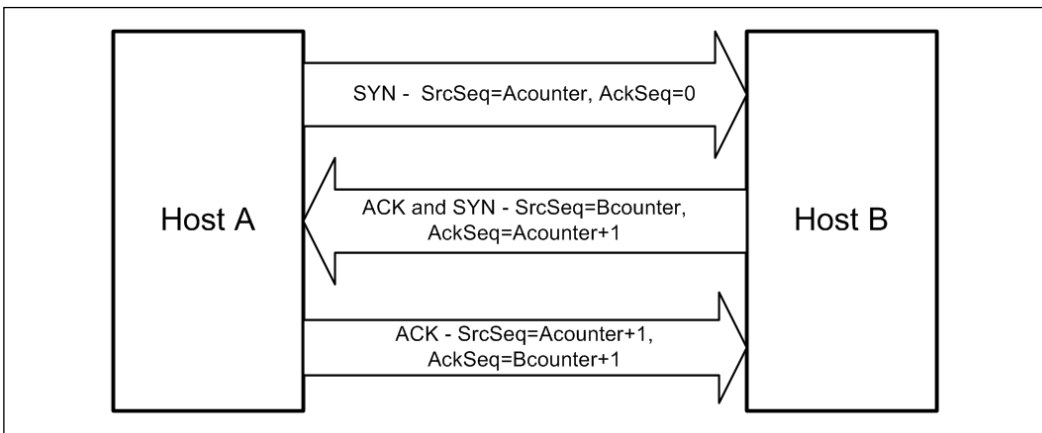 SYN - SrcSeq=Acounter, AckSeq=0
Host A
ACK and SYN - SrcSeq=Bcounter,
AckSeq=Acounter+1
Host B
ACK - SrcSeq=Acounter+1,
AckSeq=Bcounter+1